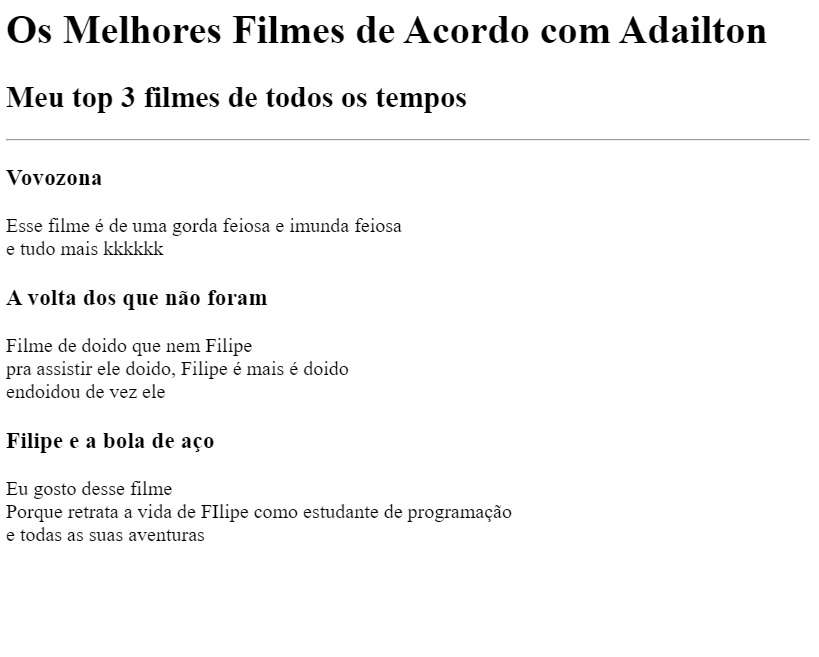 Os Melhores Filmes de Acordo com Adailton
Meu top 3 filmes de todos os tempos
Vovozona
Esse filme é de uma gorda feiosa e imunda feiosa
e tudo mais kkkkkk
A volta dos que não foram
Filme de doido que nem Filipe
pra assistir ele doido, Filipe é mais é doido
endoidou de vez ele
Filipe e a bola de aço
Eu gosto desse filme
Porque retrata a vida de FIlipe como estudante de programação
e todas as suas aventuras